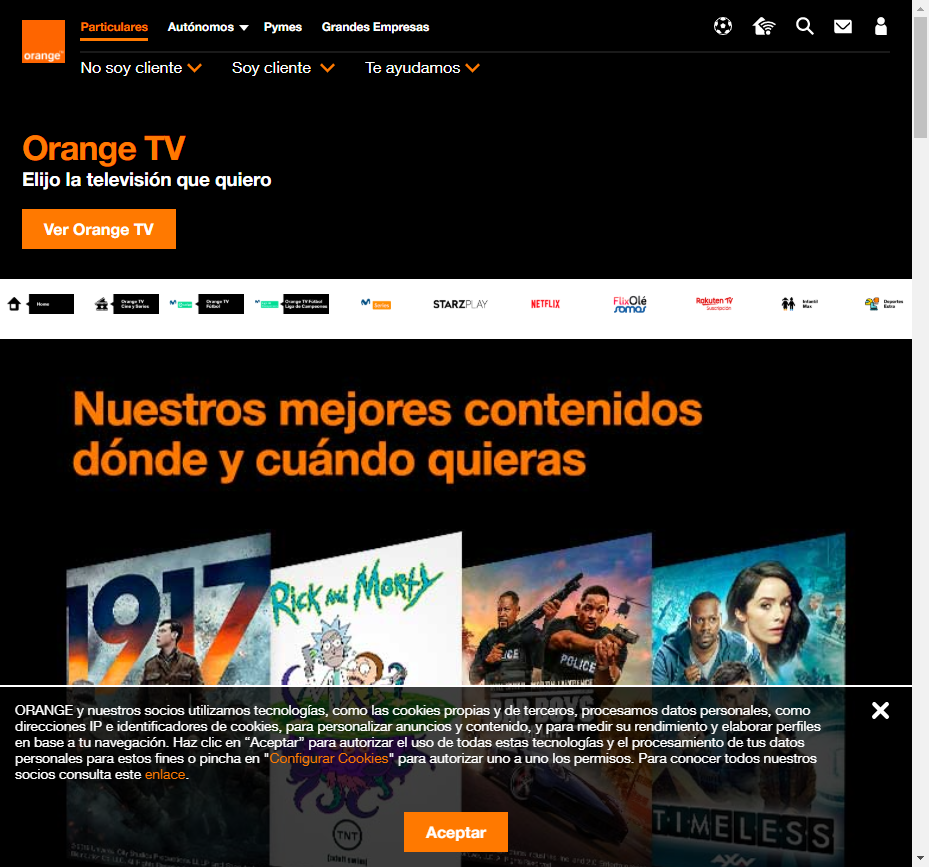 orange™
Particulares Autónomos Pymes Grandes Empresas
No soy cliente Soy cliente Te ayudamos
Orange TV
Elijo la televisión que quiero
Ver Orange TV
Home
Orange TV
Cine y Series
Orange TV
Fútbol
Orange TV Fútbol
Liga de Campeones
Series
STARZPLAY
NETFLIX
FlixOlé
somos
Rakuten TV
Suscripción
Infantil
Max
Deportes
Extra
Nuestros mejores contenidos
dónde y cuándo quieras
1917
Rick and Morty
POLICE
TNT
TIMELESS
AXN
ORANGE y nuestros socios utilizamos tecnologías, como las cookies propias y de terceros, procesamos datos personales, como
direcciones IP e identificadores de cookies, para personalizar anuncios y contenido, y para medir su rendimiento y elaborar perfiles
en base a tu navegación. Haz clic en “Aceptar” para autorizar el uso de todas estas tecnologías y el procesamiento de tus datos
personales para estos fines o pincha en "Configurar Cookies" para autorizar uno a uno los permisos. Para conocer todos nuestros
socios consulta este enlace.
Aceptar